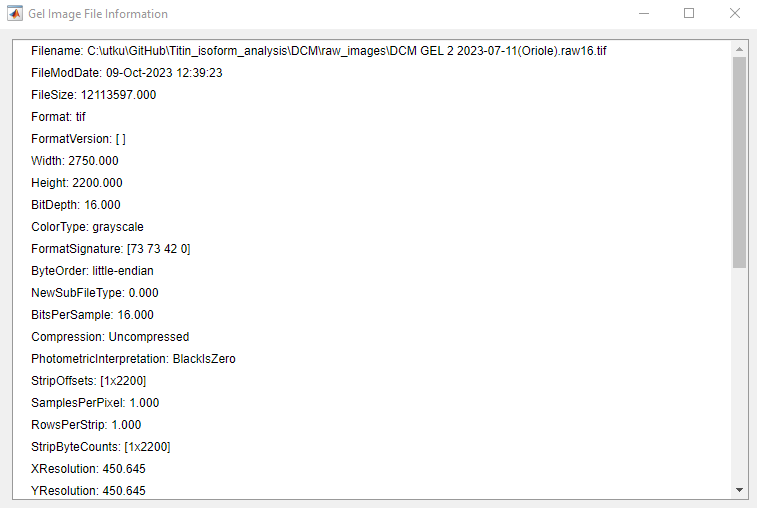 Gel Image File Information
Filename: C:\utku\GitHub\Titin_isoform_analysis\DCM\raw_images\DCM GEL 2 2023-07-11(Oriole).raw16.tif
FileModDate: 09-Oct-2023 12:39:23
FileSize: 12113597.000
Format: tif
FormatVersion: [ ]
Width: 2750.000
Height: 2200.000
BitDepth: 16.000
ColorType: grayscale
FormatSignature: [73 73 42 0]
ByteOrder: little-endian
NewSubFileType: 0.000
BitsPerSample: 16.000
Compression: Uncompressed
PhotometricInterpretation: BlackIsZero
StripOffsets: [1x2200]
SamplesPerPixel: 1.000
RowsPerStrip: 1.000
StripByteCounts: [1x2200]
XResolution: 450.645
YResolution: 450.645